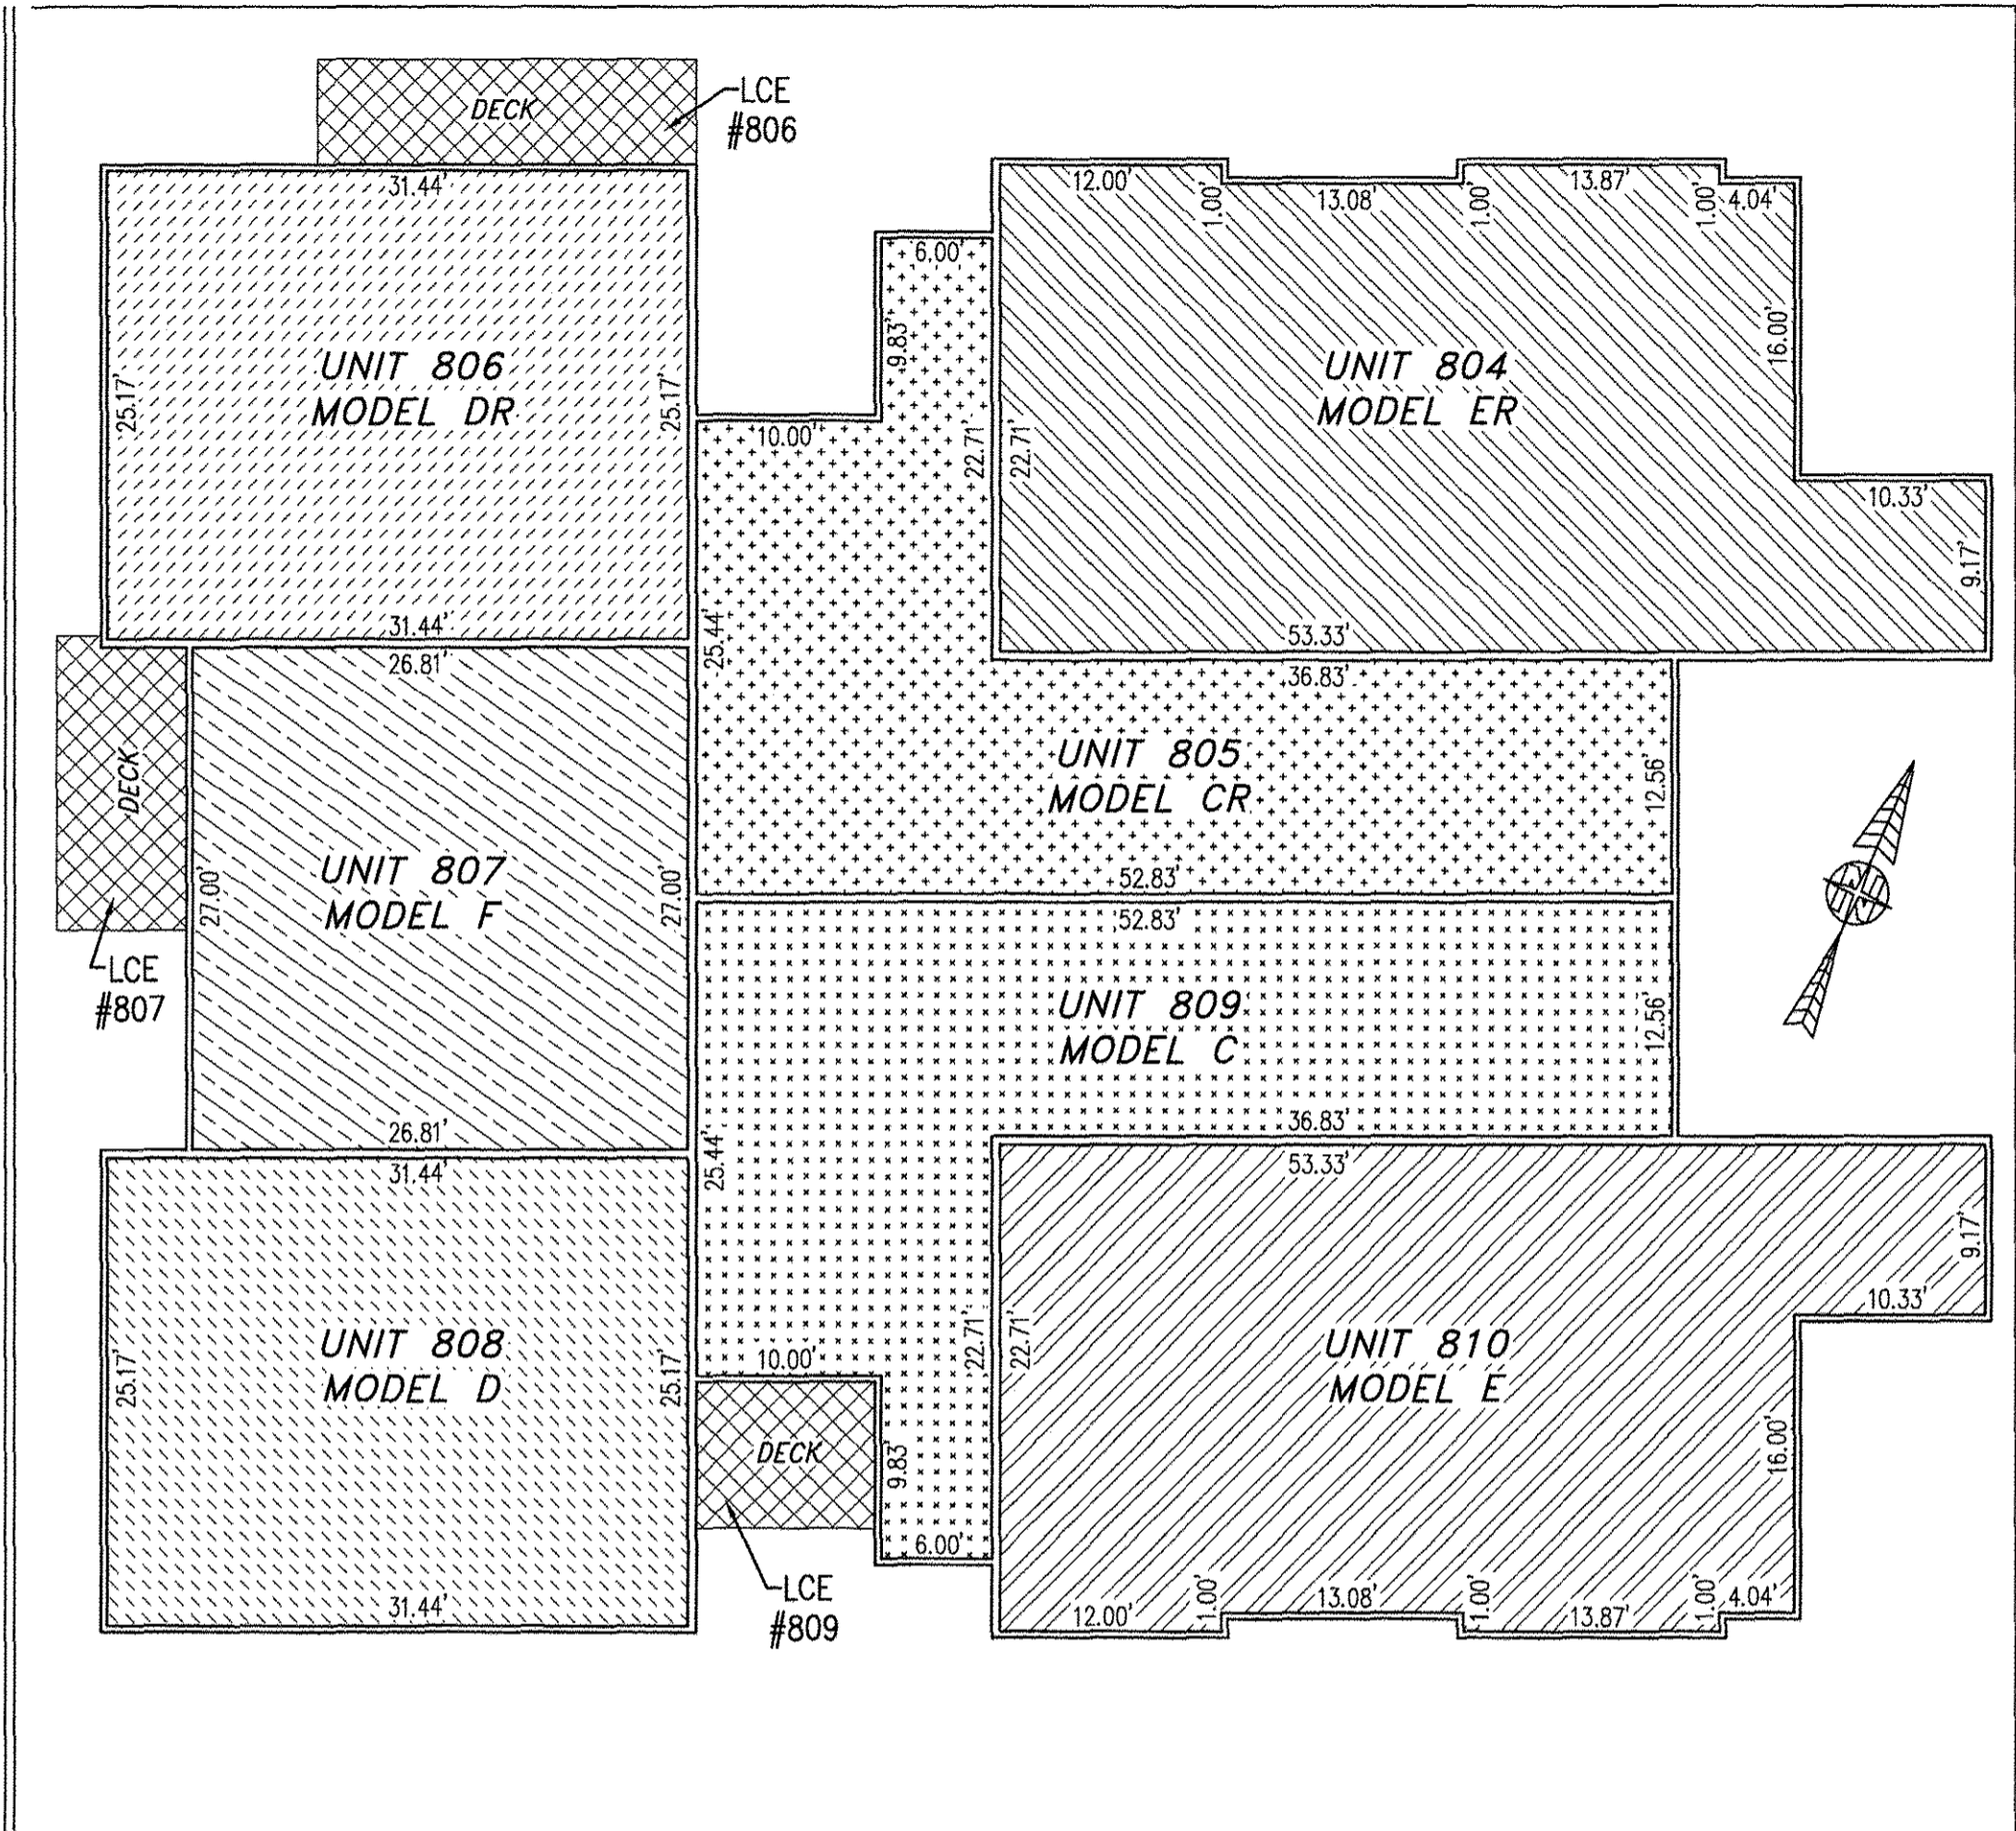 DECK
LCE
#806
31.44'
25.17'
UNIT 806
MODEL DR
25.17'
31.44'
12.00'
1.00'
13.08'
1.00'
13.87'
1.00'
4.04'
6.00'
9.83'
10.00'
22.71'
22.71'
UNIT 804
MODEL ER
16.00'
10.33'
9.17'
53.33'
36.83'
25.44'
UNIT 805
MODEL CR
12.56'
52.83'
DECK
LCE
#807
26.81'
27.00'
UNIT 807
MODEL F
27.00'
26.81'
52.83'
UNIT 809
MODEL C
12.56'
36.83'
25.44'
10.00'
22.71'
22.71'
53.33'
9.17'
10.33'
31.44'
25.17'
UNIT 808
MODEL D
25.17'
31.44'
DECK
9.83'
6.00'
LCE
#809
UNIT 810
MODEL E
16.00'
12.00'
1.00'
13.08'
1.00'
13.87'
1.00'
4.04'